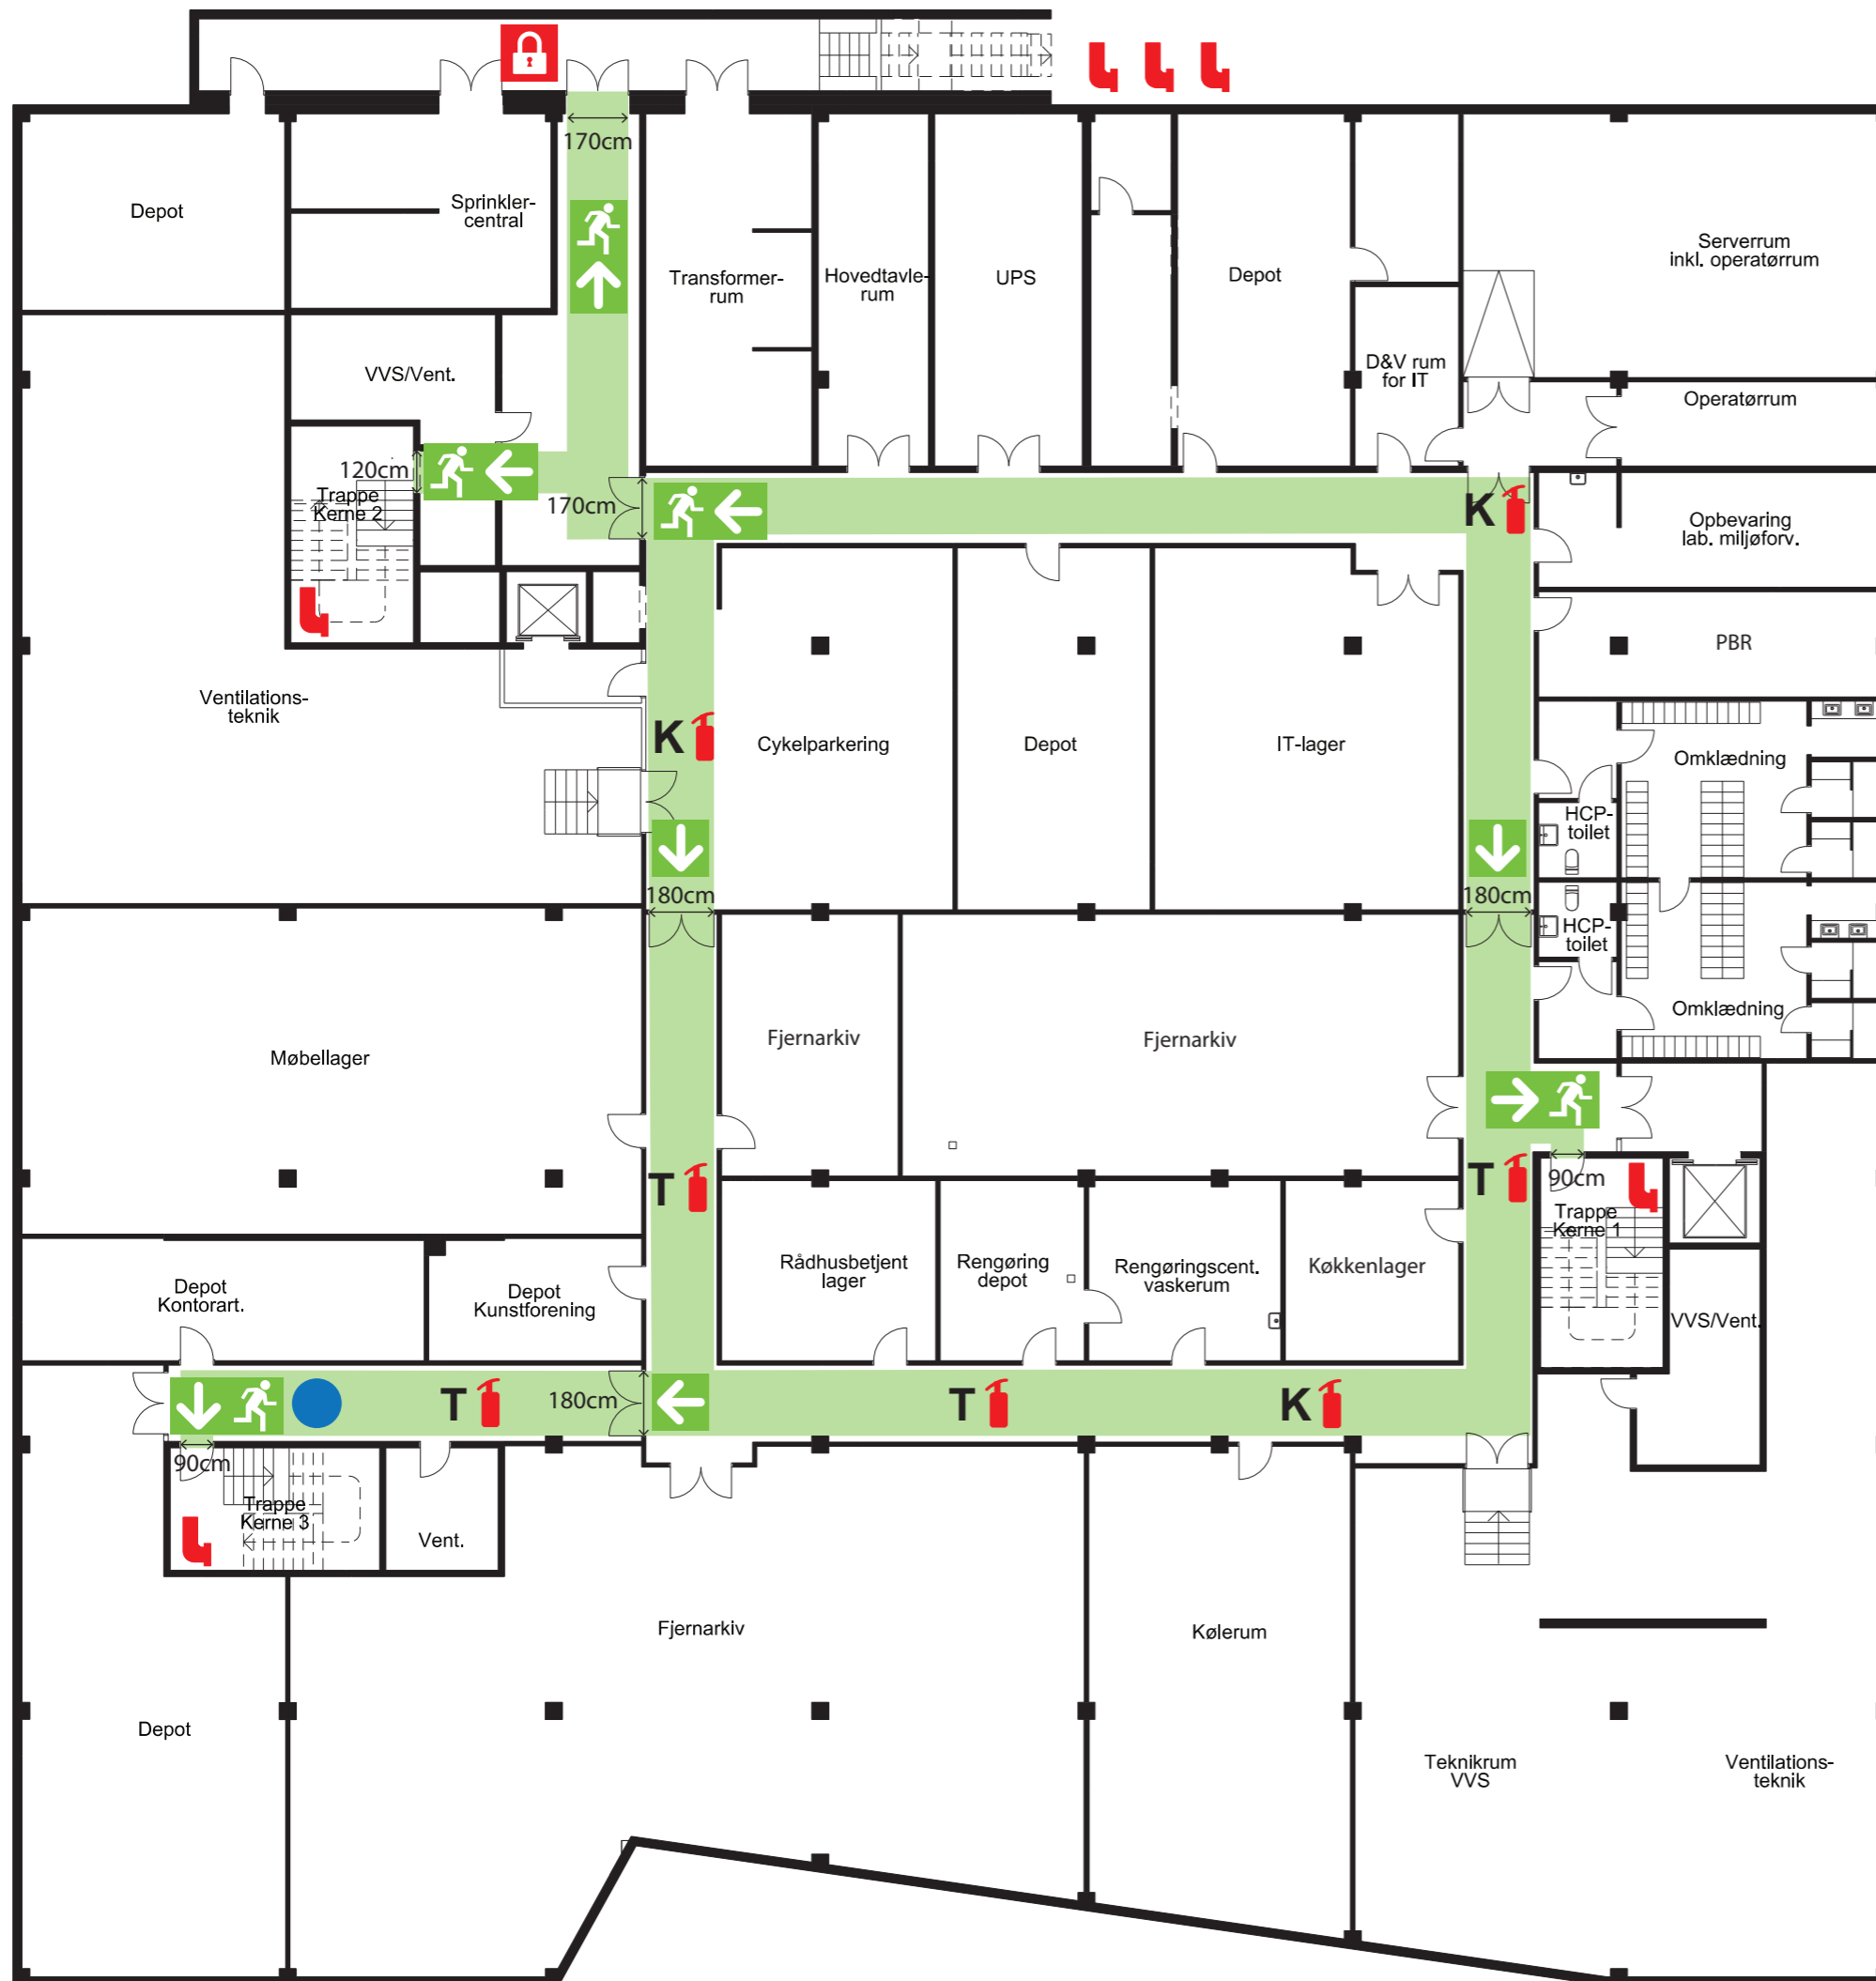 170cm
Depot
Sprinkler-
central
Transformer-
rum
Hovedtavle-
rum
UPS
Depot
Serverrum
inkl. operatørrum
VVS/Vent.
D&V rum
for IT
Operatørrum
120cm
Trappe
Kerne 2
170cm
K
Opbevaring
lab. miljøforv.
PBR
Ventilations-
teknik
K
Cykelparkering
Depot
IT-lager
Omklædning
HCP-
toilet
180cm
180cm
HCP-
toilet
Omklædning
Fjernarkiv
Fjernarkiv
Møbellager
T
T
90cm
Trappe
Kerne 1
Rådhusbetjent
lager
Rengøring
depot
Rengøringscent.
vaskerum
Køkkenlager
Depot
Kontorart.
Depot
Kunstforening
VVS/Vent.
T
180cm
T
K
90cm
Trappe
Kerne 3
Vent.
Fjernarkiv
Kølerum
Depot
Teknikrum
VVS
Ventilations-
teknik